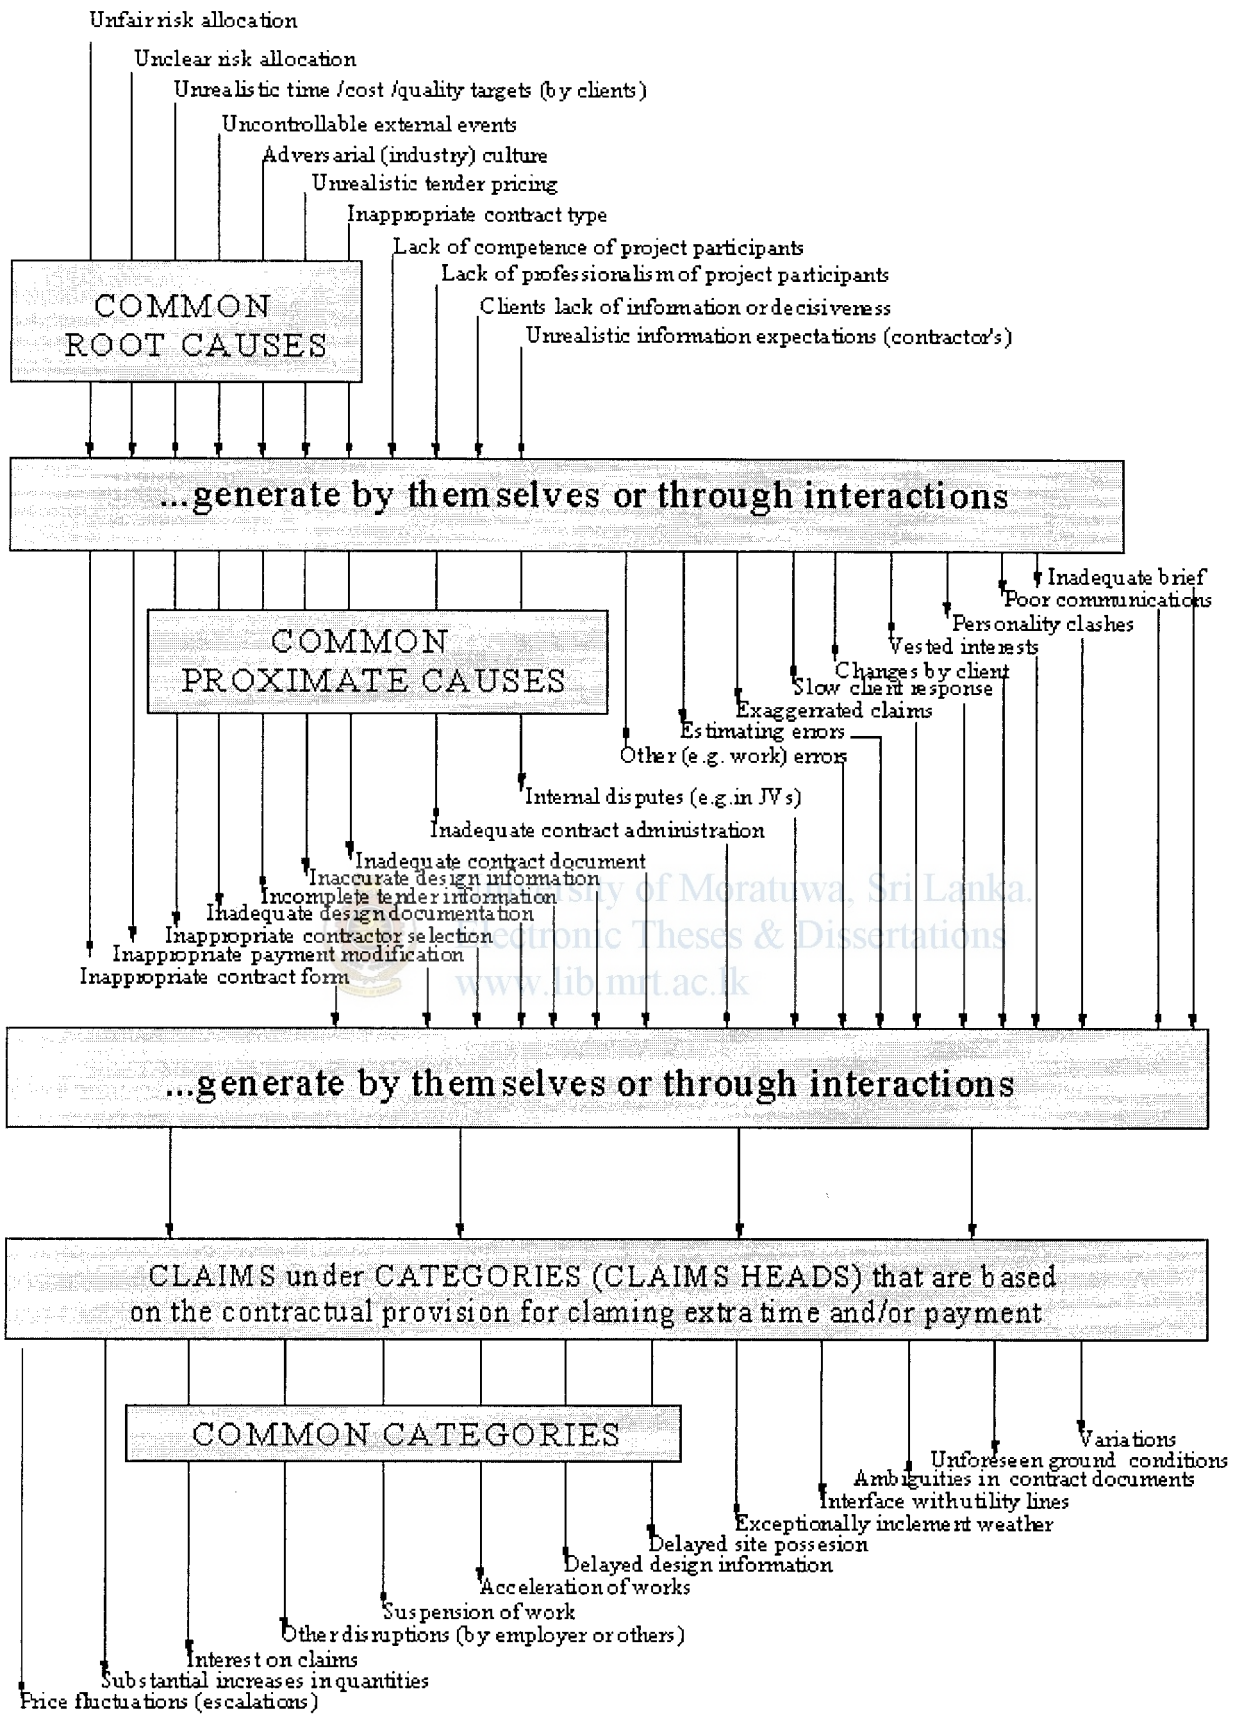 Unfair risk allocation
Unclear risk allocation
Unrealistic time /cost /quality targets (by clients)
Uncontrollable external events
Adversarial (industry) culture
Unrealistic tender pricing
Inappropriate contract type
Lack of competence of project participants
Lack of professionalism of project participants
Clients lack of information or decisiveness
Unrealistic information expectations (contractor's)
COMMON
ROOT CAUSES
...generate by themselves or through interactions
Inadequate brief
Poor communications
Personality clashes
Vested interests
Changes by client
Slow client response
Exaggerrated claims
Estimating errors
Other (e.g. work) errors
COMMON
PROXIMATE CAUSES
Internal disputes (e.g.in JVs)
Inadequate contract administration
Inadequate contract document
Inaccurate design information
Incomplete tender information
Inadequate design documentation
Inappropriate contractor selection
Inappropriate payment modification
Inappropriate contract form
University of Moratuwa, Sri Lanka.
Electronic Theses & Dissertations
www.lib.mrt.ac.lk
...generate by themselves or through interactions
CLAIMS under CATEGORIES (CLAIMS HEADS) that are based
on the contractual provision for claming extra time and/or payment
COMMON CATEGORIES
Variations
Unforeseen ground conditions
Ambiguities in contract documents
Interface with utility lines
Exceptionally inclement weather
Delayed site possesion
Delayed design information
Acceleration of works
Suspension of work
Other disruptions (by employer or others)
Interest on claims
Substantial increases in quantities
Price fluctuations (escalations)